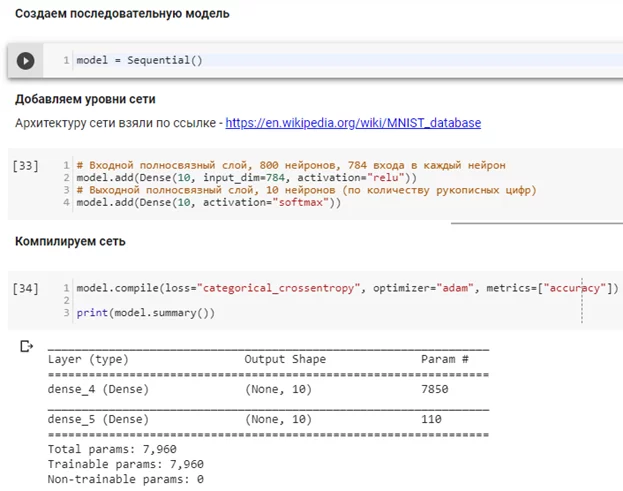 Создаем последовательную модель
1 model = Sequential()
Добавляем уровни сети
Архитектуру сети взяли по ссылке - https://en.wikipedia.org/wiki/MNIST_database
[33] 1 # Входной полносвязный слой, 800 нейронов, 784 входа в каждый нейрон
2 model.add(Dense(10, input_dim=784, activation="relu"))
3 # Выходной полносвязный слой, 10 нейронов (по количеству рукописных цифр)
4 model.add(Dense(10, activation="softmax"))
Компилируем сеть
[34] 1 model.compile(loss="categorical_crossentropy", optimizer="adam", metrics=["accuracy"])
2
3 print(model.summary())
Layer (type) Output Shape Param #
dense_4 (Dense) (None, 10) 7850
dense_5 (Dense) (None, 10) 110
Total params: 7,960
Trainable params: 7,960
Non-trainable params: 0